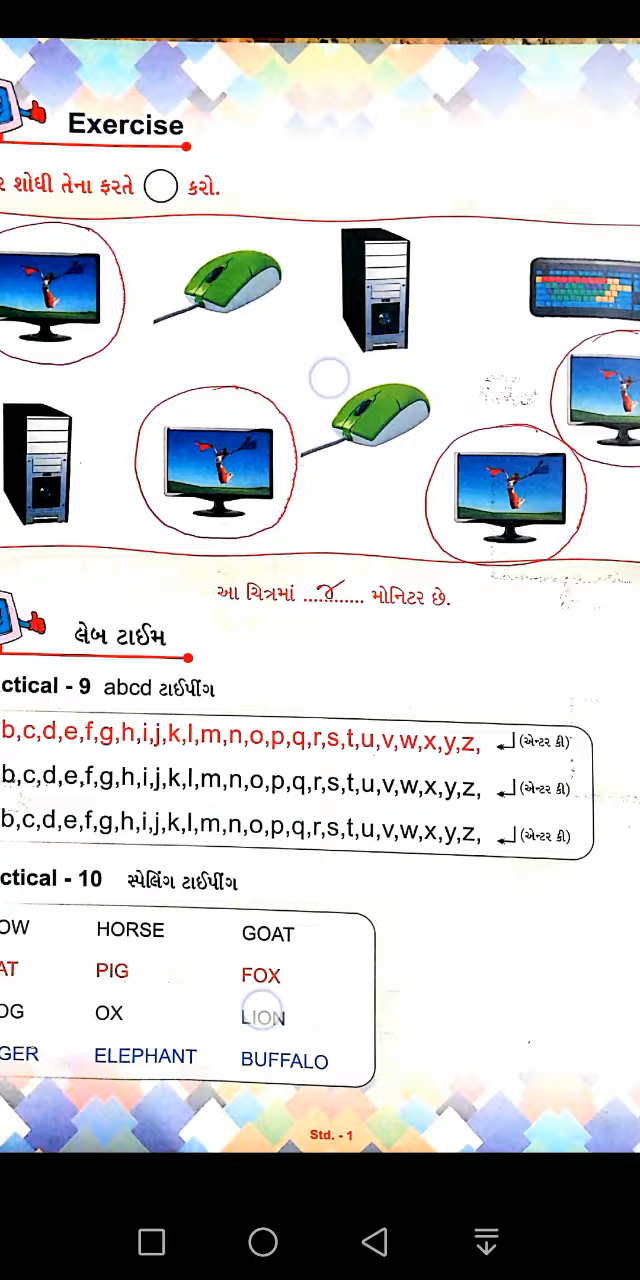 Exercise
શોધી તેના ફરતે કરો.
આ ચિત્રમાં ....૪...... મોનિટર છે.
લેબ ટાઈમ
ctical - 9 abcd ટાઈપીંગ
b,c,d,e,f,g,h,i,j,k,l,m,n,o,p,q,r,s,t,u,v,w,x,y,z, (એન્ટર કી)
b,c,d,e,f,g,h,i,j,k,l,m,n,o,p,q,r,s,t,u,v,w,x,y,z, (એન્ટર કી)
b,c,d,e,f,g,h,i,j,k,l,m,n,o,p,q,r,s,t,u,v,w,x,y,z, (એન્ટર કી)
ctical - 10 સ્પેલિંગ ટાઈપીંગ
OW HORSE GOAT
AT PIG FOX
OG OX LION
GER ELEPHANT BUFFALO
Std. - 1